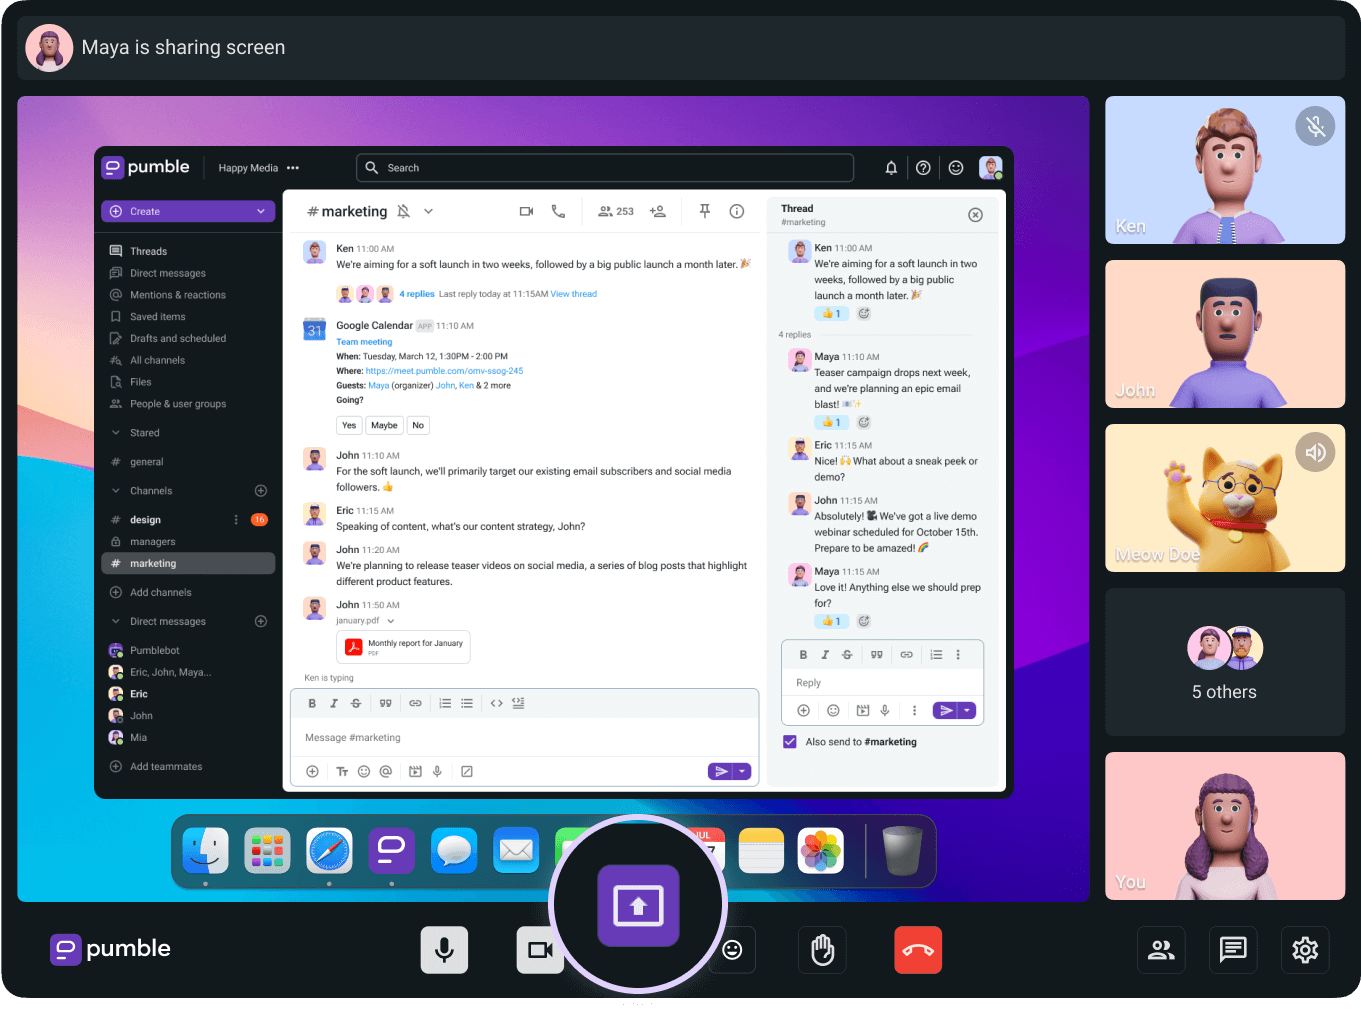 Maya is sharing screen
pumble
Happy Media
Search
Create
Threads
Direct messages
Mentions & reactions
Saved items
Drafts and scheduled
All channels
Files
People & user groups
Stared
# general
Channels
# design
16
managers
# marketing
Add channels
Direct messages
Pumblebot
Eric, John, Maya...
Eric
John
Mia
Add teammates
# marketing
253
Ken 11:00 AM
We're aiming for a soft launch in two weeks, followed by a big public launch a month later. 🎉
4 replies Last reply today at 11:15AM View thread
31
Google Calendar APP 11:10 AM
Team meeting
When: Tuesday, March 12, 1:30PM - 2:00 PM
Where: https://meet.pumble.com/omv-ssog-245
Guests: Maya (organizer) John, Ken & 2 more
Going?
Yes Maybe No
John 11:10 AM
For the soft launch, we'll primarily target our existing email subscribers and social media
followers. 👍
Eric 11:15 AM
Speaking of content, what's our content strategy, John?
John 11:20 AM
We're planning to release teaser videos on social media, a series of blog posts that highlight
different product features.
John 11:50 AM
january.pdf
Monthly report for January
PDF
Ken is typing
B I S
Message #marketing
Tт
Thread
#marketing
Ken 11:00 AM
We're aiming for a soft launch in two
weeks, followed by a big public
launch a month later. 🎉
👍 1
4 replies
Maya 11:10 AM
Teaser campaign drops next week,
and we're planning an epic email
blast! 📧✨
👍 1
Eric 11:15 AM
Nice! 🙌 What about a sneak peek or
demo?
John 11:15 AM
Absolutely! 🎥 We've got a live demo
webinar scheduled for October 15th.
Prepare to be amazed! 🌈
Maya 11:15 AM
Love it! Anything else we should prep
for?
👍 1
B I S
Reply
Also send to #marketing
JUL
7
Ken
John
Meow Doe
5 others
You
pumble